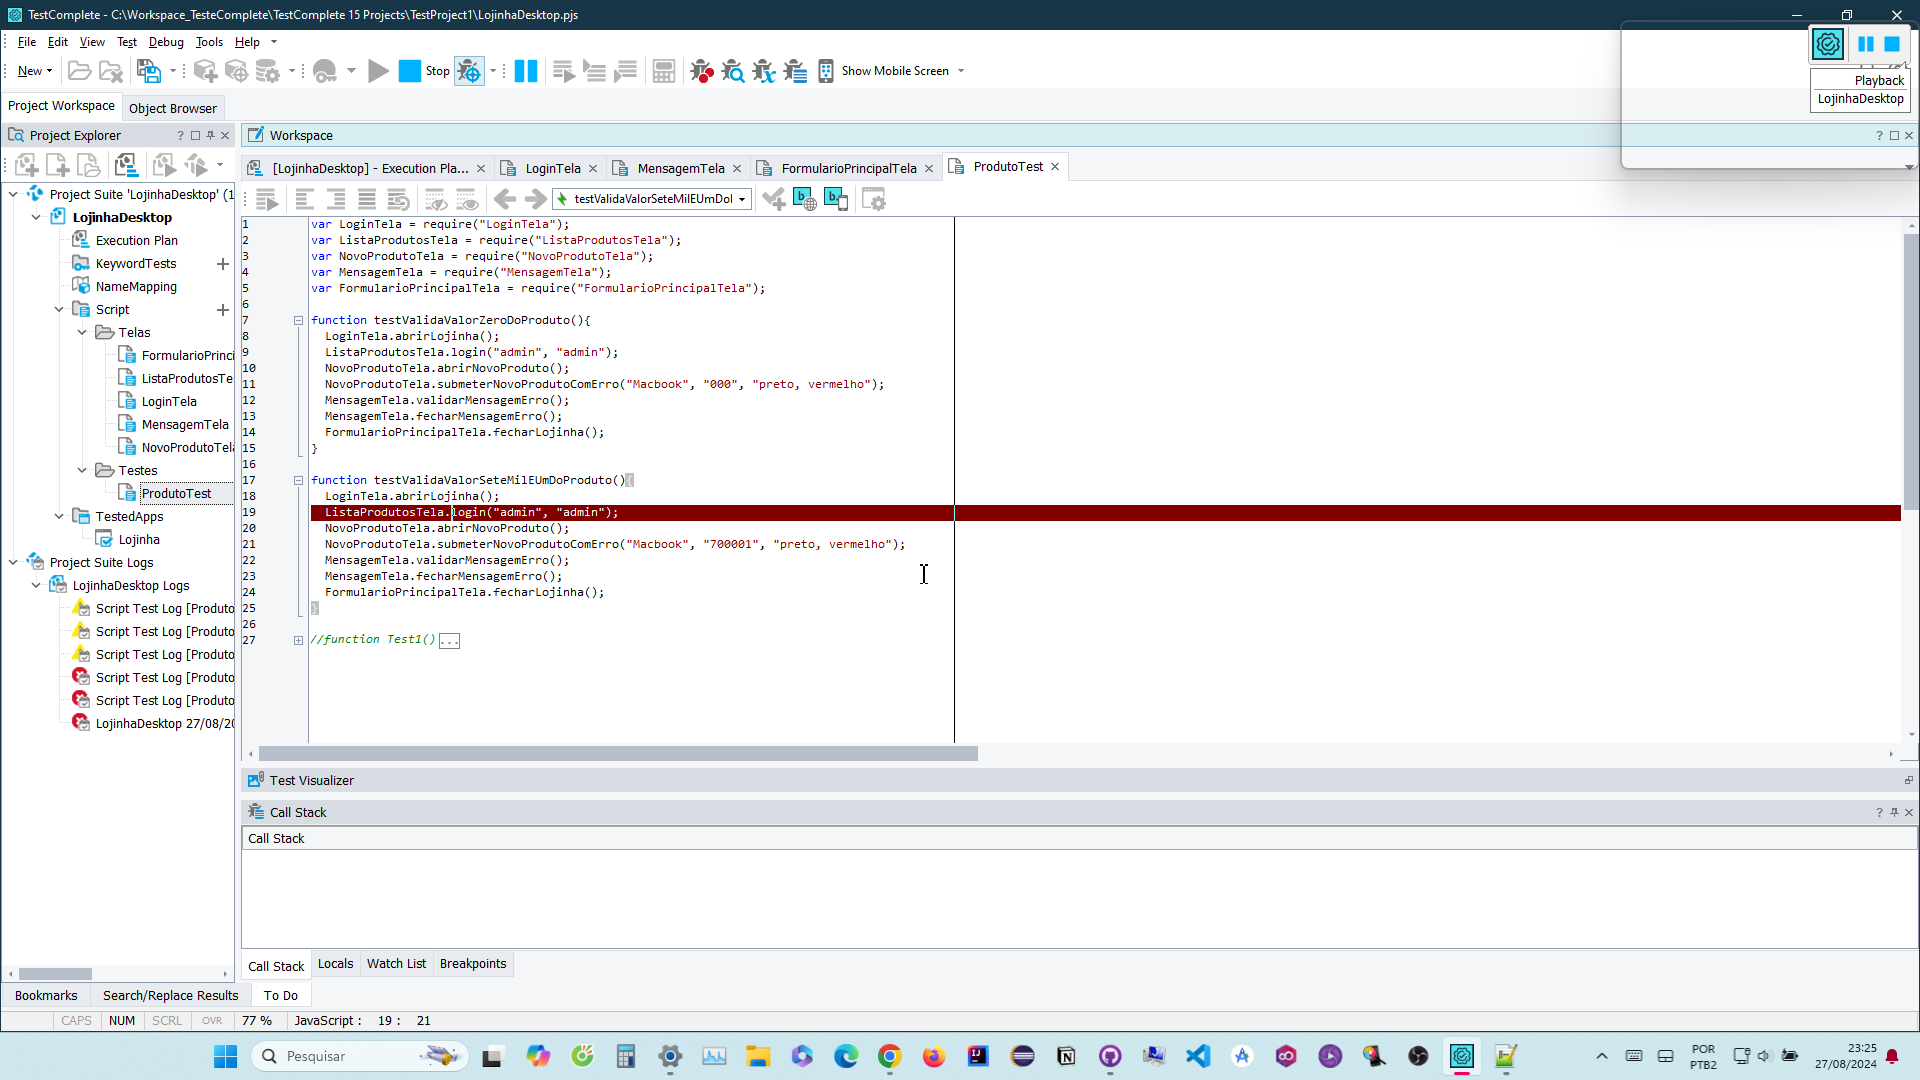 TestComplete - C:\Workspace_TesteComplete\TestComplete 15 Projects\TestProject1\LojinhaDesktop.pjs
File Edit View Test Debug Tools Help
New Stop Show Mobile Screen
Playback
LojinhaDesktop
Project Workspace Object Browser
Project Explorer
Workspace
[LojinhaDesktop] - Execution Pla... LoginTela MensagemTela FormularioPrincipalTela ProdutoTest
testValidaValorSeteMilEUmDoI
Project Suite 'LojinhaDesktop' (1
LojinhaDesktop
Execution Plan
KeywordTests
NameMapping
Script
Telas
FormularioPrinci
ListaProdutosTe
LoginTela
MensagemTela
NovoProdutoTela
Testes
ProdutoTest
TestedApps
Lojinha
Project Suite Logs
LojinhaDesktop Logs
Script Test Log [Produto
Script Test Log [Produto
Script Test Log [Produto
Script Test Log [Produto
Script Test Log [Produto
LojinhaDesktop 27/08/20
1 var LoginTela = require("LoginTela");
2 var ListaProdutosTela = require("ListaProdutosTela");
3 var NovoProdutoTela = require("NovoProdutoTela");
4 var MensagemTela = require("MensagemTela");
5 var FormularioPrincipalTela = require("FormularioPrincipalTela");
6
7 function testValidaValorZeroDoProduto(){
8 LoginTela.abrirLojinha();
9 ListaProdutosTela.login("admin", "admin");
10 NovoProdutoTela.abrirNovoProduto();
11 NovoProdutoTela.submeterNovoProdutoComErro("Macbook", "000", "preto, vermelho");
12 MensagemTela.validarMensagemErro();
13 MensagemTela.fecharMensagemErro();
14 FormularioPrincipalTela.fecharLojinha();
15 }
16
17 function testValidaValorSeteMilEUmDoProduto(){
18 LoginTela.abrirLojinha();
19 ListaProdutosTela.login("admin", "admin");
20 NovoProdutoTela.abrirNovoProduto();
21 NovoProdutoTela.submeterNovoProdutoComErro("Macbook", "700001", "preto, vermelho");
22 MensagemTela.validarMensagemErro();
23 MensagemTela.fecharMensagemErro();
24 FormularioPrincipalTela.fecharLojinha();
25 }
26
27 //function Test1() ...
Test Visualizer
Call Stack
Call Stack
Call Stack Locals Watch List Breakpoints
Bookmarks Search/Replace Results To Do
CAPS NUM SCRL OVR 77 % JavaScript : 19 : 21
Pesquisar
POR
PTB2
23:25
27/08/2024